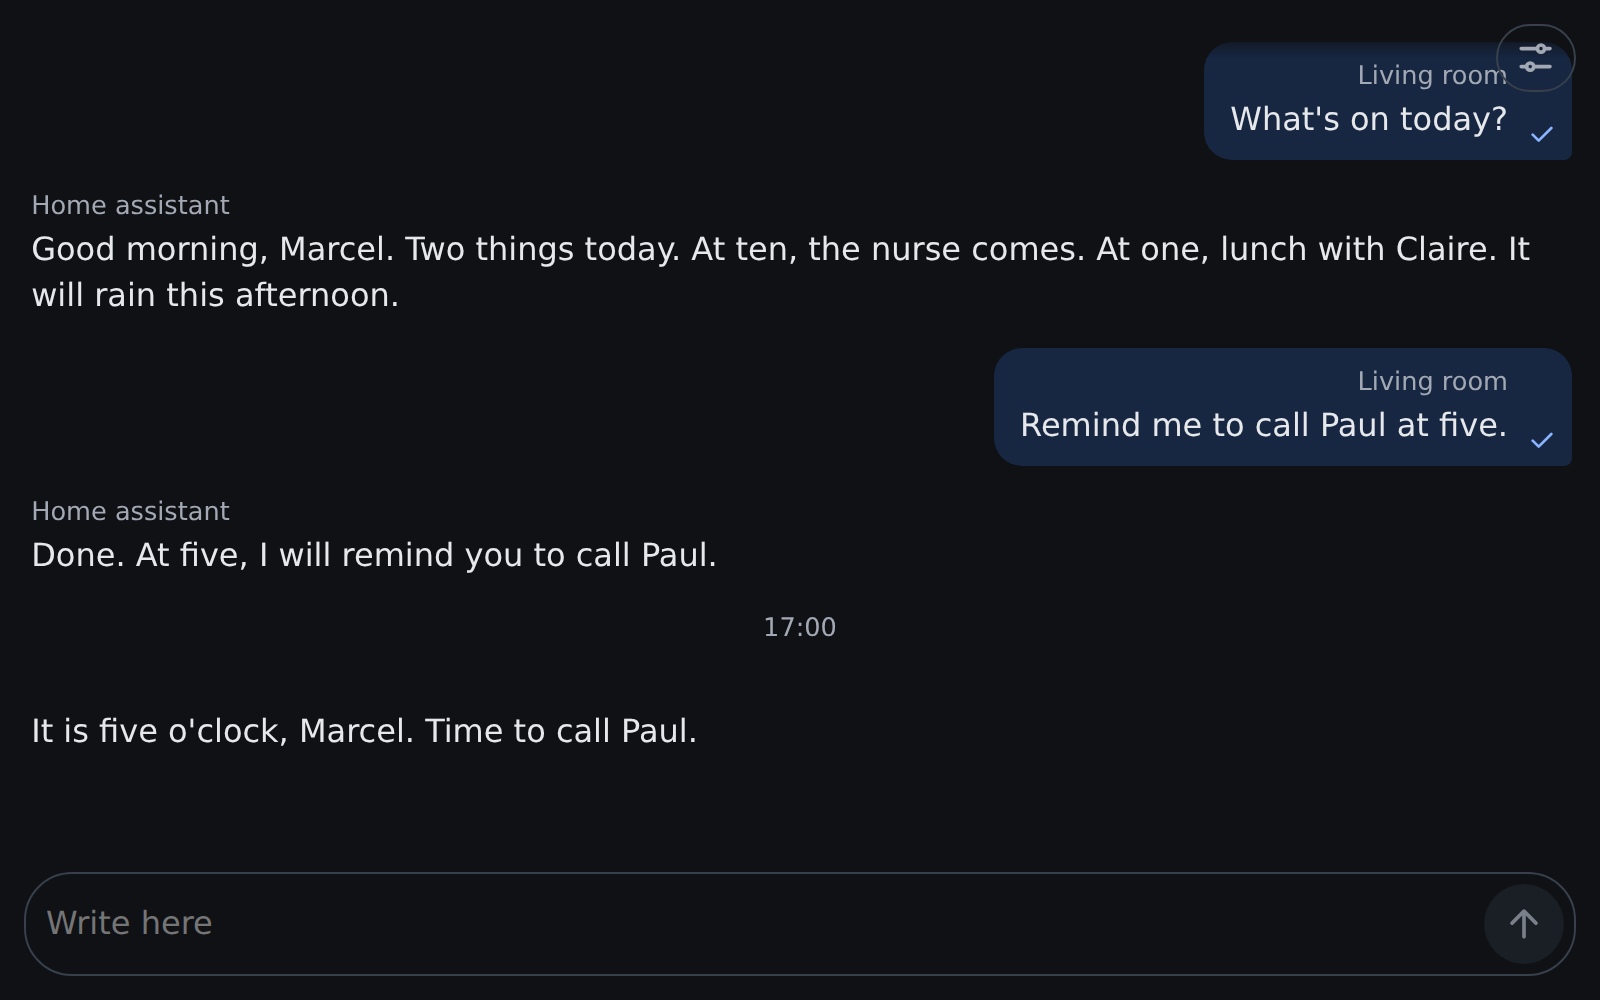 Living room
What's on today?
Home assistant
Good morning, Marcel. Two things today. At ten, the nurse comes. At one, lunch with Claire. It
will rain this afternoon.
Living room
Remind me to call Paul at five.
Home assistant
Done. At five, I will remind you to call Paul.
17:00
It is five o'clock, Marcel. Time to call Paul.
Write here